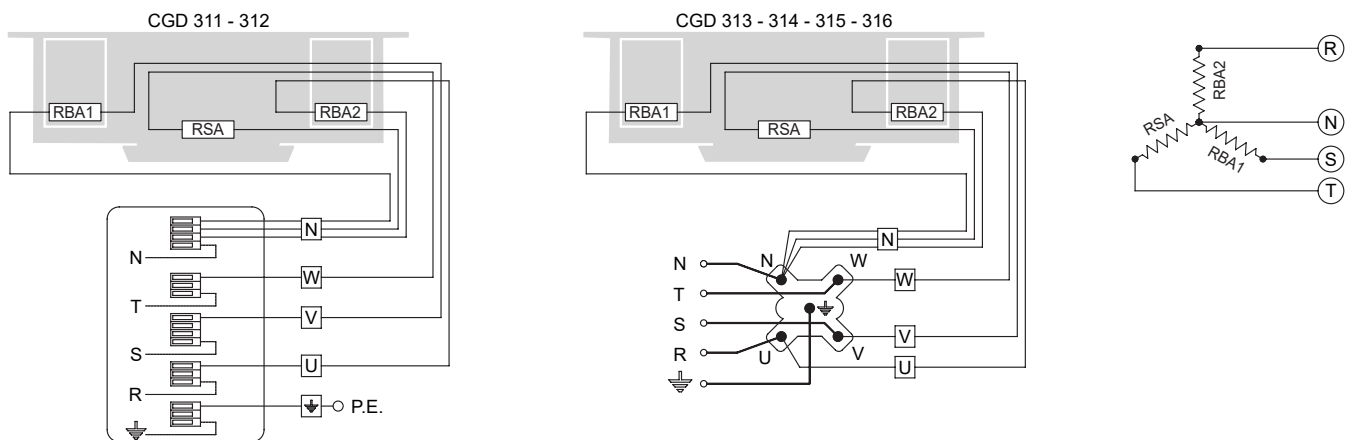 CGD 311 - 312
RBA1
RBA2
RSA
N
N
W
T
V
S
U
R
P.E.
CGD 313 - 314 - 315 - 316
RBA1
RBA2
RSA
N
N
N
W
T
W
S
R
U
V
V
U
R
RBA2
N
RSA
RBA1
S
T